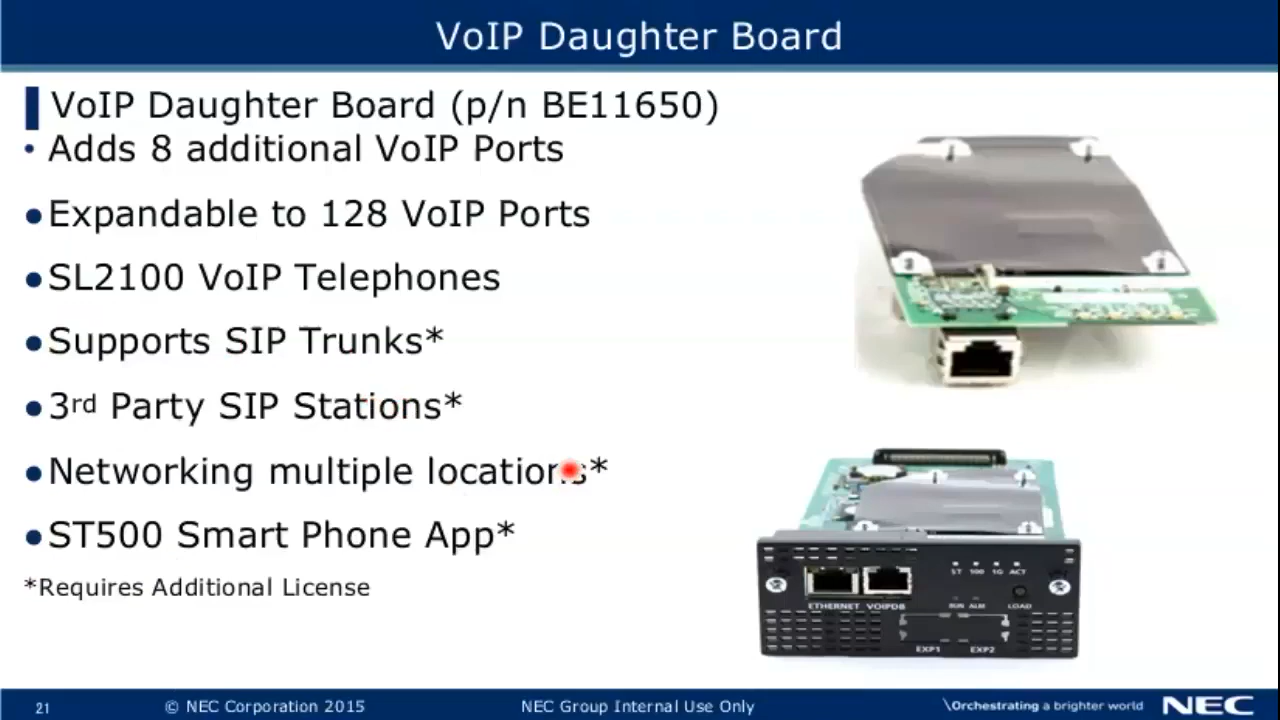 VoIP Daughter Board
VoIP Daughter Board (p/n BE11650)
• Adds 8 additional VoIP Ports
● Expandable to 128 VoIP Ports
● SL2100 VoIP Telephones
● Supports SIP Trunks*
● 3rd Party SIP Stations*
● Networking multiple locations*
● ST500 Smart Phone App*
*Requires Additional License
ST 100 1G ACT
ETHERNET VOIPDB RUN ALM LOAD
EXP1 EXP2
21 © NEC Corporation 2015 NEC Group Internal Use Only \Orchestrating a brighter world NEC